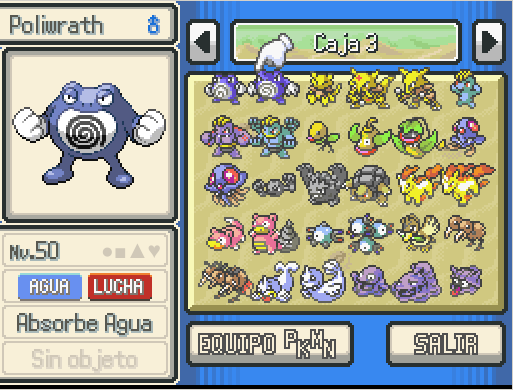 Poliwrath ♂
Caja 3
Nv.50 ●■▲♥
AGUA LUCHA
Absorbe Agua
Sin objeto
EQUIPO PKMN
SALIR